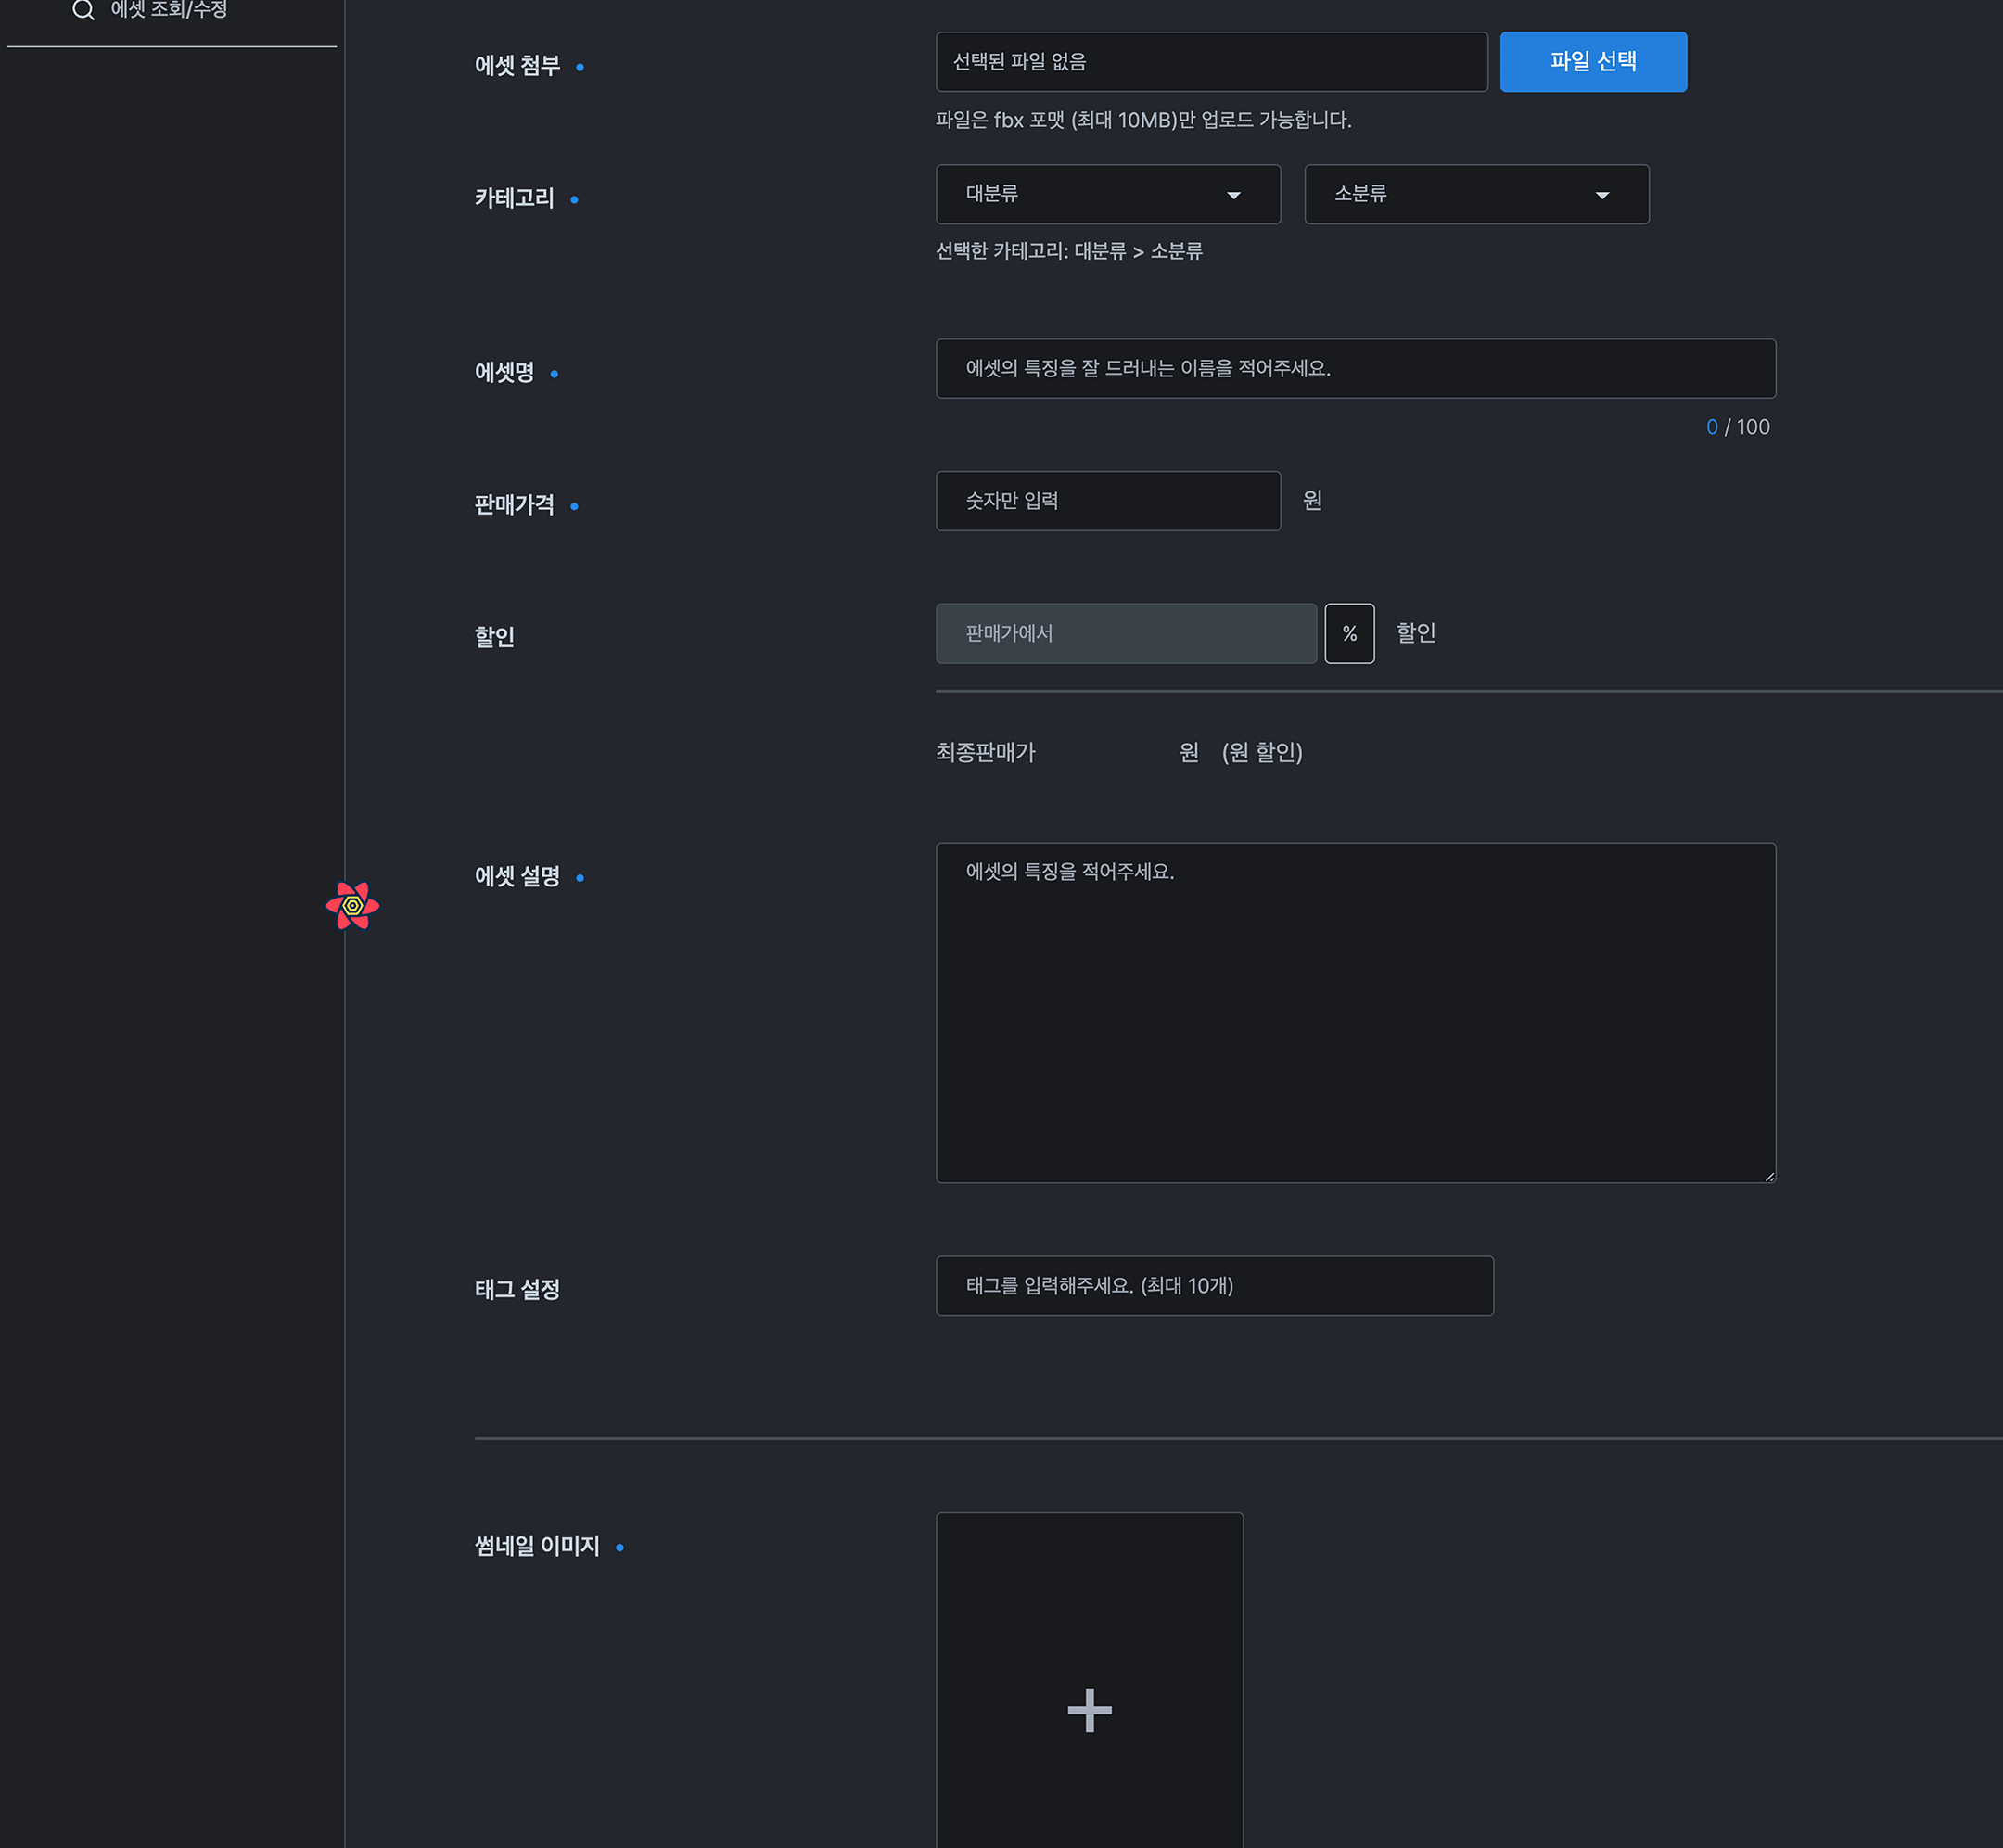 에셋 조회/수정
에셋 첨부
선택된 파일 없음
파일 선택
파일은 fbx 포맷 (최대 10MB)만 업로드 가능합니다.
카테고리
대분류
소분류
선택한 카테고리: 대분류 > 소분류
에셋명
에셋의 특징을 잘 드러내는 이름을 적어주세요.
0 / 100
판매가격
숫자만 입력
원
할인
판매가에서
%
할인
최종판매가 원 (원 할인)
에셋 설명
에셋의 특징을 적어주세요.
태그 설정
태그를 입력해주세요. (최대 10개)
썸네일 이미지